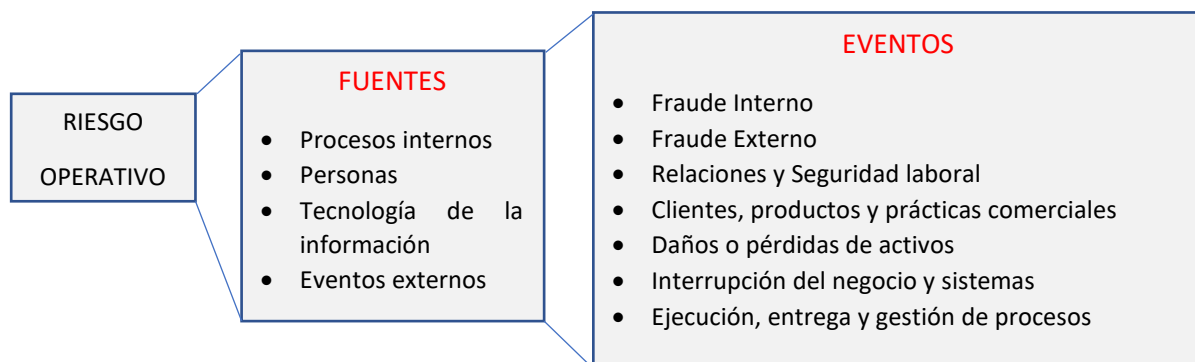 RIESGO
OPERATIVO
FUENTES
• Procesos internos
• Personas
• Tecnología de la
información
• Eventos externos
EVENTOS
• Fraude Interno
• Fraude Externo
• Relaciones y Seguridad laboral
• Clientes, productos y prácticas comerciales
• Daños o pérdidas de activos
• Interrupción del negocio y sistemas
• Ejecución, entrega y gestión de procesos